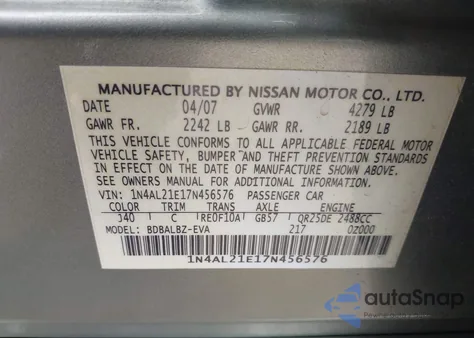 MANUFACTURED BY NISSAN MOTOR CO., LTD.
DATE 04/07 GVWR 4279 LB
GAWR FR. 2242 LB GAWR RR. 2189 LB
THIS VEHICLE CONFORMS TO ALL APPLICABLE FEDERAL MOTOR
VEHICLE SAFETY, BUMPER AND THEFT PREVENTION STANDARDS
IN EFFECT ON THE DATE OF MANUFACTURE SHOWN ABOVE.
SEE OWNERS MANUAL FOR ADDITIONAL INFORMATION.
VIN: 1N4AL21E17N456576 PASSENGER CAR
COLOR TRIM TRANS AXLE ENGINE
J40 C RE0F10A GB57 QR25DE 2488CC
MODEL: BDBALBZ-EVA 217 0Z000
1N4AL21E17N456576
autoSnap